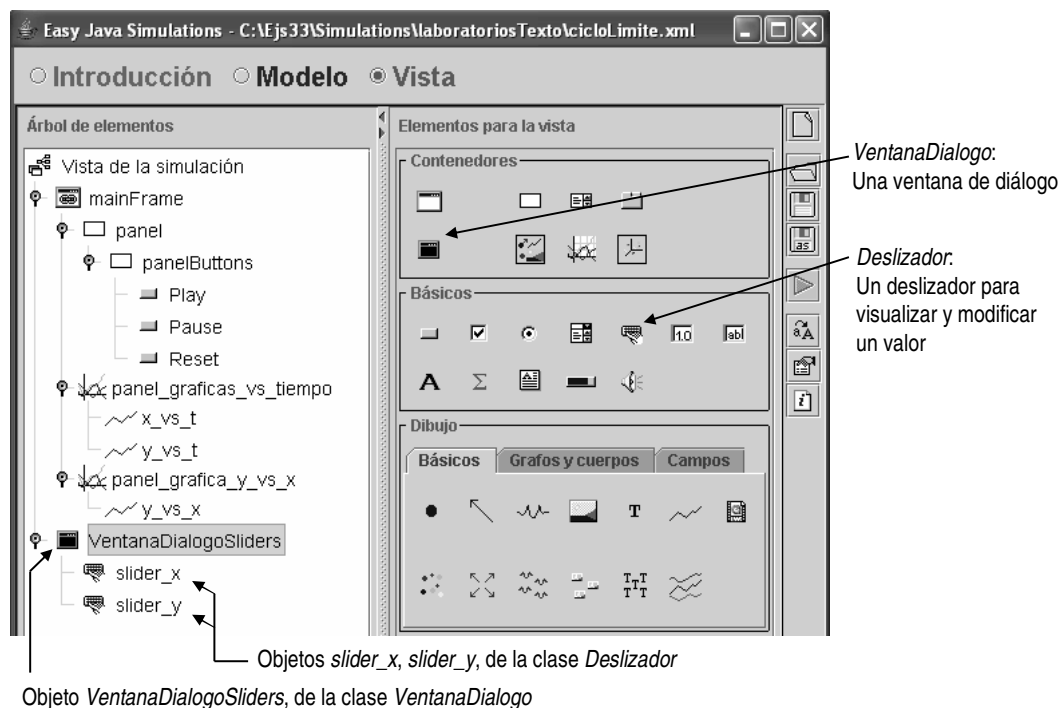 Easy Java Simulations - C:\Ejs33\Simulations\laboratoriosTexto\cicloLimite.xml
Introducción Modelo Vista
Árbol de elementos
Vista de la simulación
mainFrame
panel
panelButtons
Play
Pause
Reset
panel_graficas_vs_tiempo
x_vs_t
y_vs_t
panel_grafica_y_vs_x
y_vs_x
VentanaDialogoSliders
slider_x
slider_y
Elementos para la vista
Contenedores
Básicos
1.0
abl
A
Σ
Dibujo
Básicos Grafos y cuerpos Campos
T
T T T
T T
as
a A
i
VentanaDialogo:
Una ventana de diálogo
Deslizador:
Un deslizador para
visualizar y modificar
un valor
Objetos slider_x, slider_y, de la clase Deslizador
Objeto VentanaDialogoSliders, de la clase VentanaDialogo